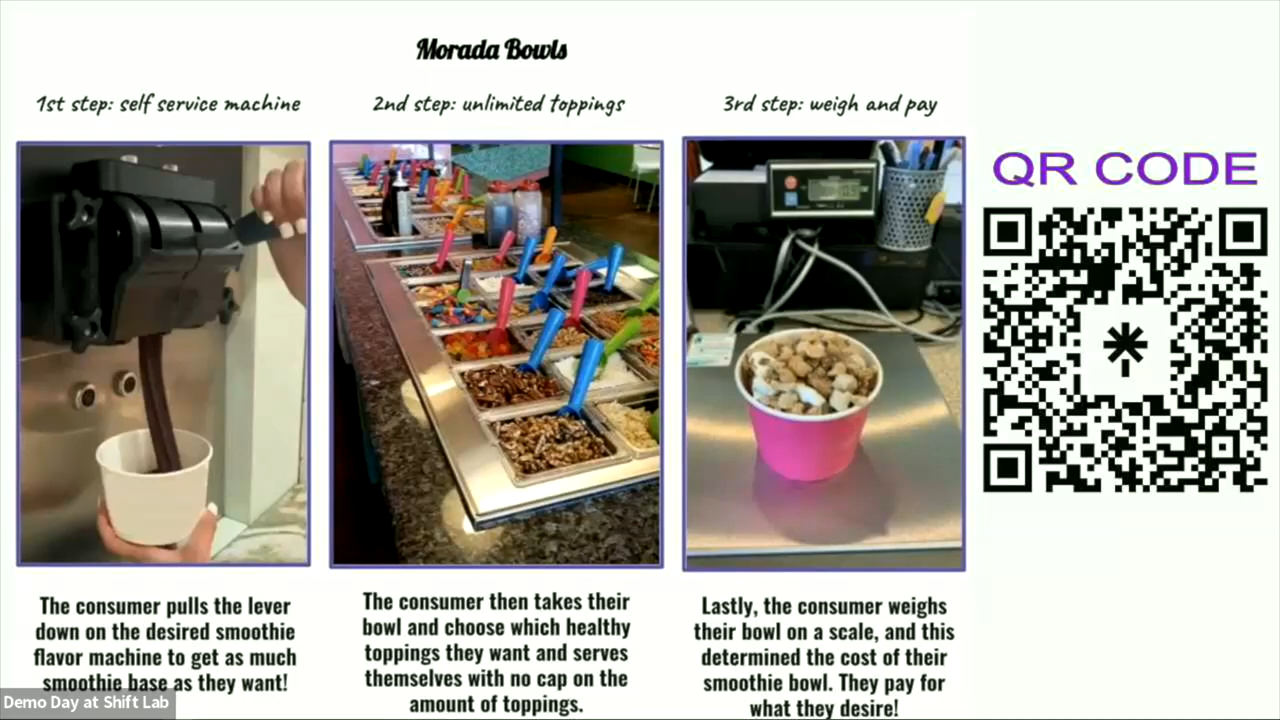 Morada Bowls
1st step: self service machine
2nd step: unlimited toppings
3rd step: weigh and pay
QR CODE
The consumer pulls the lever
down on the desired smoothie
flavor machine to get as much
smoothie base as they want!
The consumer then takes their
bowl and choose which healthy
toppings they want and serves
themselves with no cap on the
amount of toppings.
Lastly, the consumer weighs
their bowl on a scale, and this
determined the cost of their
smoothie bowl. They pay for
what they desire!
Demo Day at Shift Lab